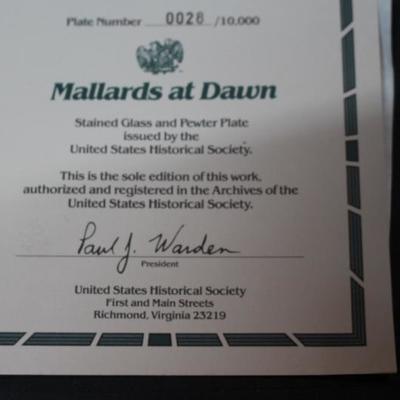 Plate Number 0026 /10,000
Mallards at Dawn
Stained Glass and Pewter Plate
issued by the
United States Historical Society.
This is the sole edition of this work,
authorized and registered in the Archives of the
United States Historical Society.
Paul J. Warden
President
United States Historical Society
First and Main Streets
Richmond, Virginia 23219